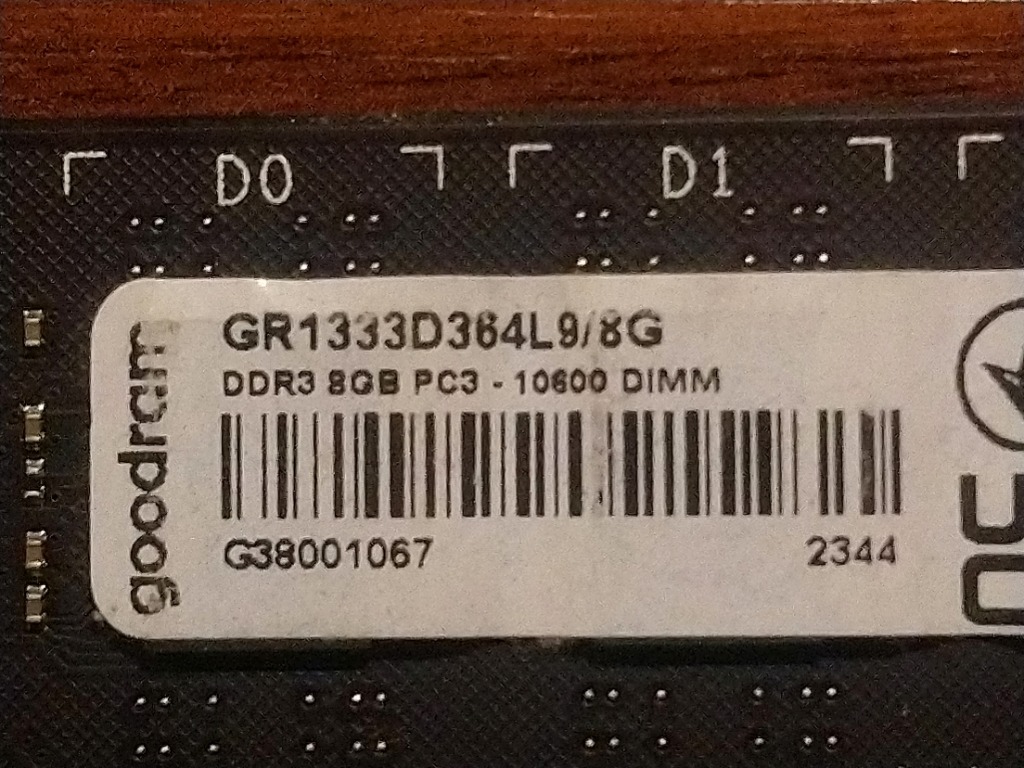 D0 D1
goodram
GR1333D364L9/8G
DDR3 8GB PC3 - 10600 DIMM
G38001067 2344